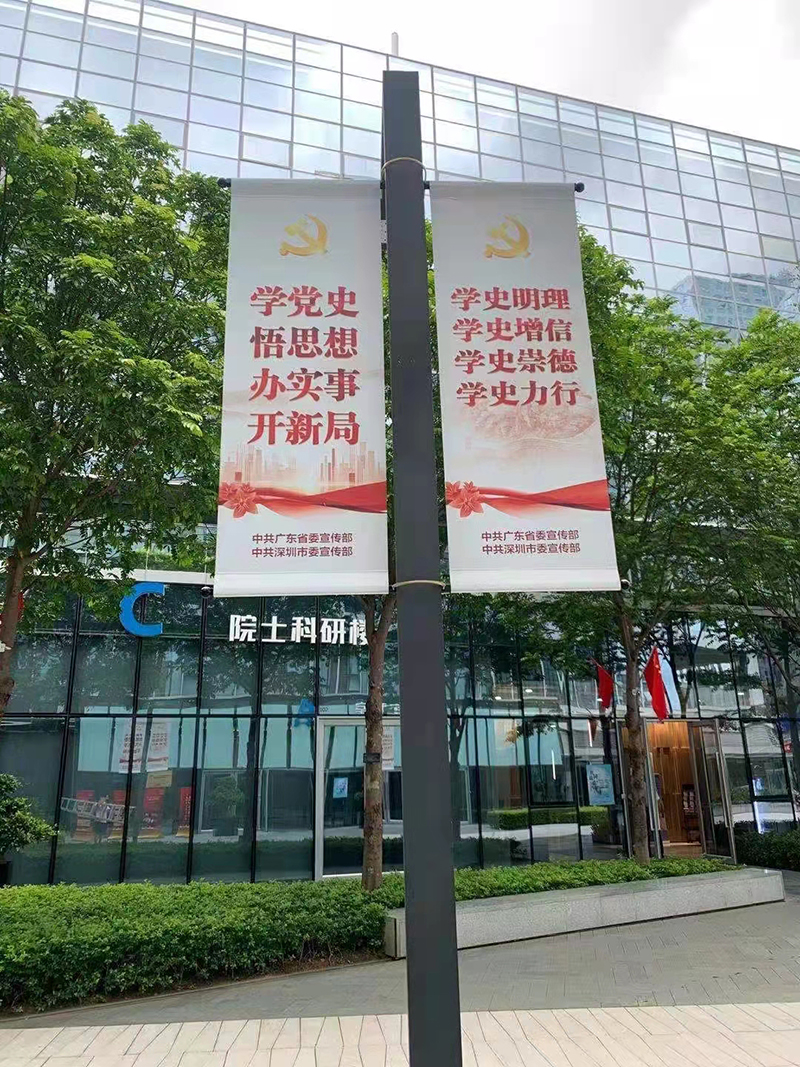 学党史
悟思想
办实事
开新局
中共广东省委宣传部
中共深圳市委宣传部
学史明理
学史增信
学史崇德
学史力行
中共广东省委宣传部
中共深圳市委宣传部
C
院士科研楼
A